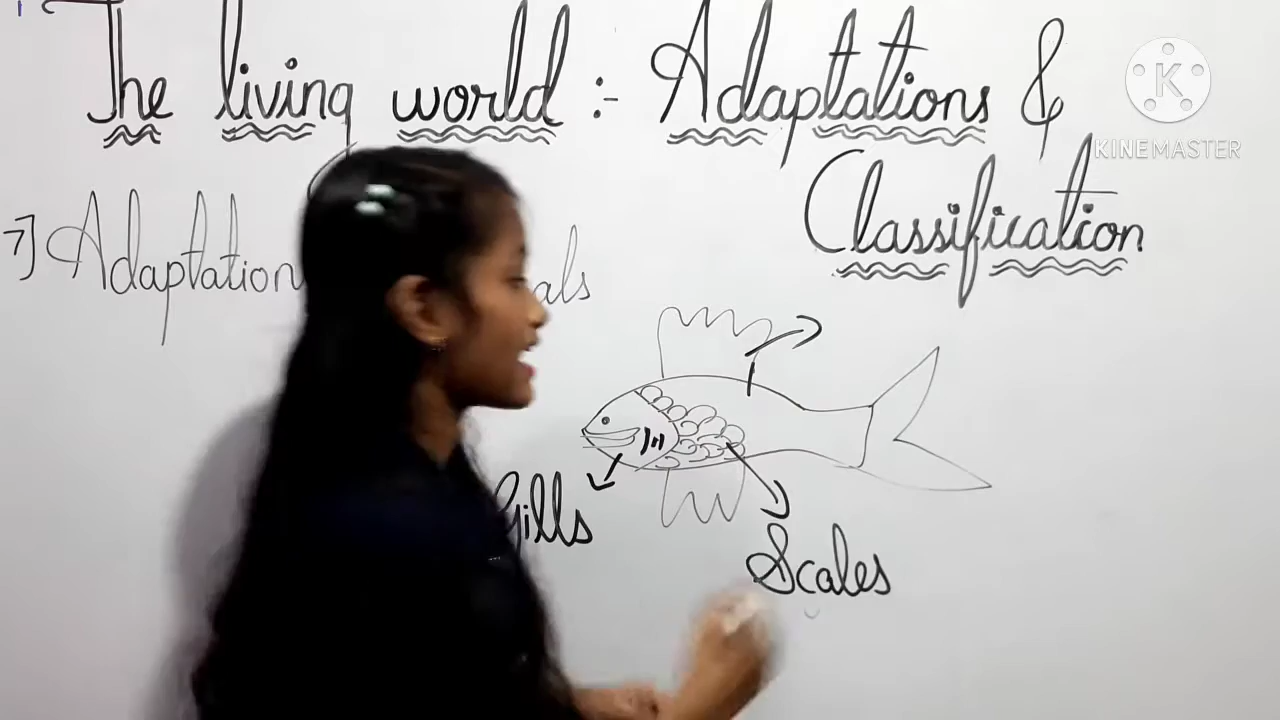 The living world :- Adaptations &
Classification
7] Adaptation als
Gills
Scales
K
KINEMASTER